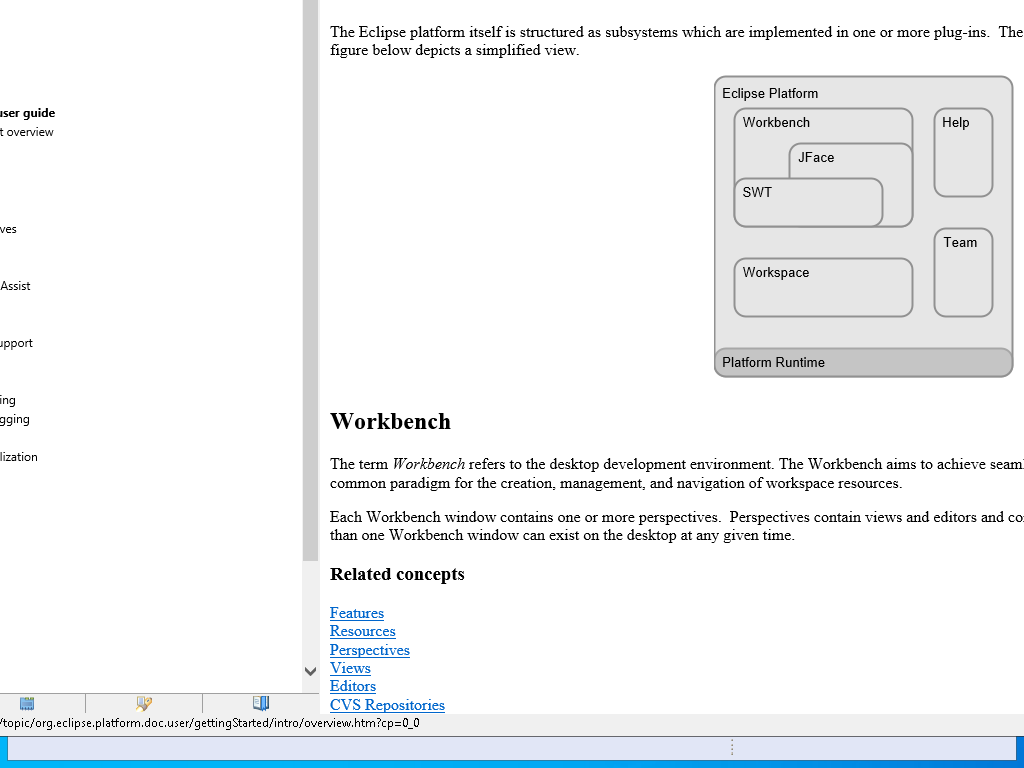 The Eclipse platform itself is structured as subsystems which are implemented in one or more plug-ins. The
figure below depicts a simplified view.
user guide
t overview
ves
Assist
upport
ing
gging
lization
Eclipse Platform
Workbench
Help
JFace
SWT
Team
Workspace
Platform Runtime
Workbench
The term Workbench refers to the desktop development environment. The Workbench aims to achieve seaml
common paradigm for the creation, management, and navigation of workspace resources.
Each Workbench window contains one or more perspectives. Perspectives contain views and editors and co
than one Workbench window can exist on the desktop at any given time.
Related concepts
Features
Resources
Perspectives
Views
Editors
CVS Repositories
/topic/org.eclipse.platform.doc.user/gettingStarted/intro/overview.htm?cp=0_0